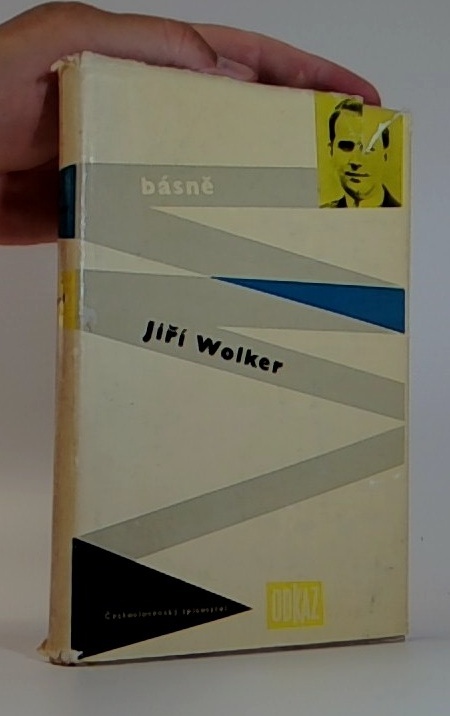 básně
Jiří Wolker
Československý spisovatel
ODKAZ